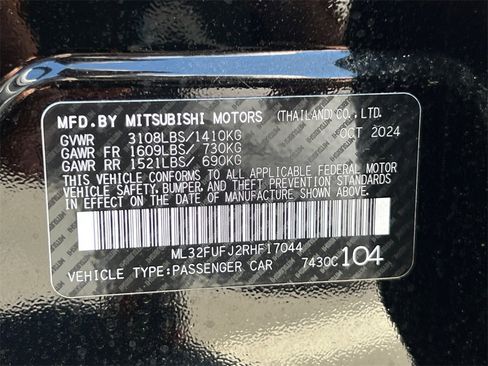 MFD.BY MITSUBISHI MOTORS (THAILAND)CO.,LTD.
GVWR 3108LBS/1410KG OCT 2024
GAWR FR 1609LBS/ 730KG
GAWR RR 1521LBS/ 690KG
THIS VEHICLE CONFORMS TO ALL APPLICABLE FEDERAL MOTOR
VEHICLE SAFETY,BUMPER,AND THEFT PREVENTION STANDARDS
IN EFFECT ON THE DATE OF MANUFACTURE SHOWN ABOVE.
ML32FUFJ2RHF17044
VEHICLE TYPE:PASSENGER CAR 7430C 104